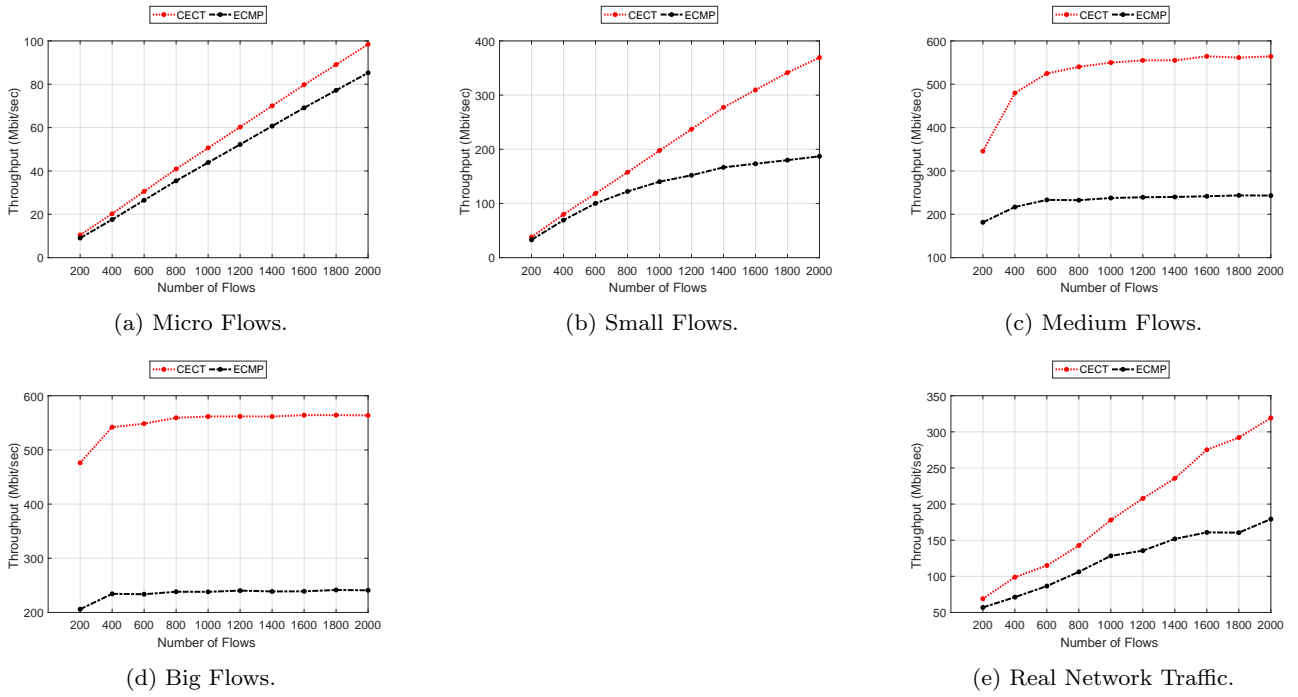 CECT ECMP
100
80
60
40
20
0
Throughput (Mbit/sec)
200 400 600 800 1000 1200 1400 1600 1800 2000
Number of Flows
(a) Micro Flows.
CECT ECMP
400
300
200
100
0
Throughput (Mbit/sec)
200 400 600 800 1000 1200 1400 1600 1800 2000
Number of Flows
(b) Small Flows.
CECT ECMP
600
500
400
300
200
100
Throughput (Mbit/sec)
200 400 600 800 1000 1200 1400 1600 1800 2000
Number of Flows
(c) Medium Flows.
CECT ECMP
600
500
400
300
200
Throughput (Mbit/sec)
200 400 600 800 1000 1200 1400 1600 1800 2000
Number of Flows
(d) Big Flows.
CECT ECMP
350
300
250
200
150
100
50
Throughput (Mbit/sec)
200 400 600 800 1000 1200 1400 1600 1800 2000
Number of Flows
(e) Real Network Traffic.